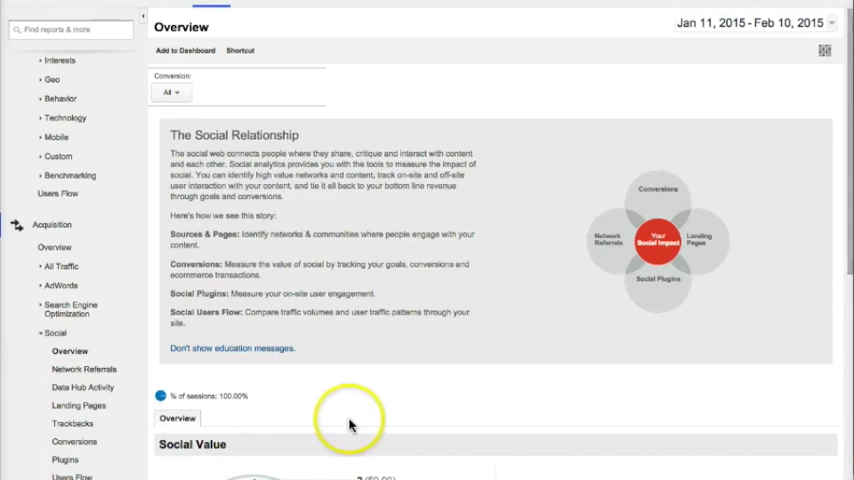 Overview
Jan 11, 2015 - Feb 10, 2015
Find reports & more
Add to Dashboard
Shortcut
Conversion:
All
Interests
Geo
Behavior
Technology
Mobile
Custom
Benchmarking
Users Flow
Acquisition
Overview
All Traffic
AdWords
Search Engine
Optimization
Social
Overview
Network Referrals
Data Hub Activity
Landing Pages
Trackbacks
Conversions
Plugins
Users Flow
The Social Relationship
The social web connects people where they share, critique and interact with content
and each other. Social analytics provides you with the tools to measure the impact of
social. You can identify high value networks and content, track on-site and off-site
user interaction with your content, and tie it all back to your bottom line revenue
through goals and conversions.
Here's how we see this story:
Sources & Pages: Identify networks & communities where people engage with your
content.
Conversions: Measure the value of social by tracking your goals, conversions and
ecommerce transactions.
Social Plugins: Measure your on-site user engagement.
Social Users Flow: Compare traffic volumes and user traffic patterns through your
site.
Don't show education messages.
Conversions
Network
Referrals
Your
Social Impact
Landing
Pages
Social Plugins
% of sessions: 100.00%
Overview
Social Value
($0.00)